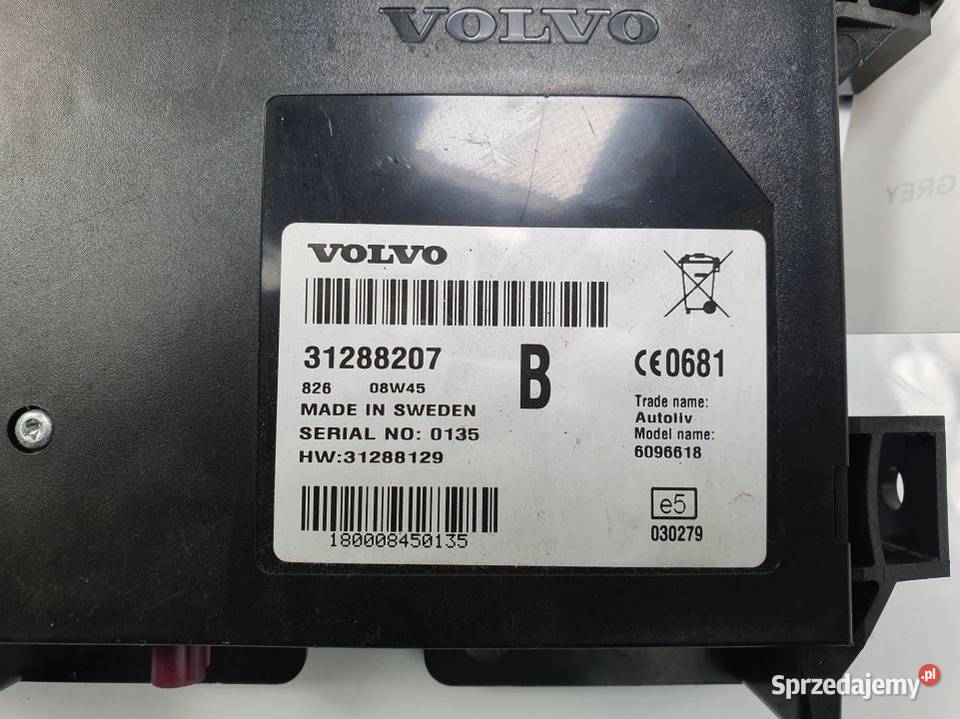 VOLVO
VOLVO
31288207
B
826 08W45
MADE IN SWEDEN
SERIAL NO: 0135
HW:31288129
180008450135
CE0681
Trade name:
Autoliv
Model name:
6096618
e5
030279
GREY
Sprzedajemy.pl